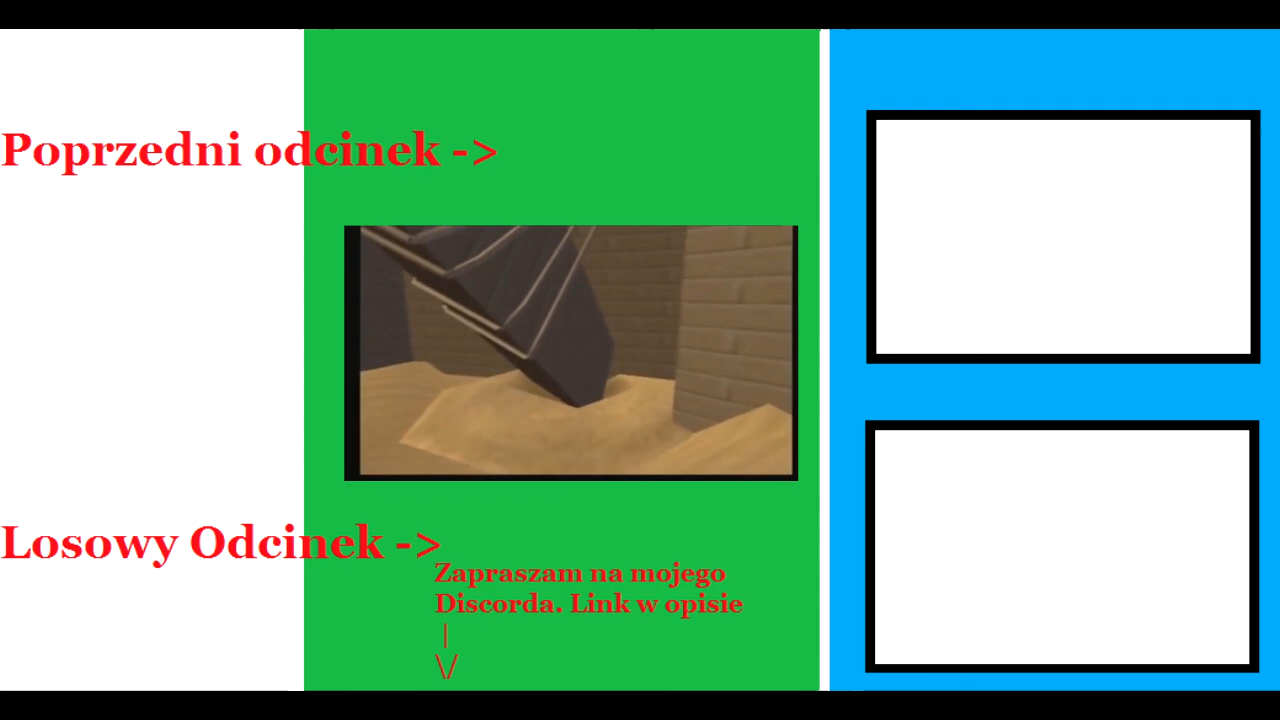 Poprzedni odcinek ->
Losowy Odcinek ->
Zapraszam na mojego
Discorda. Link w opisie
|
\/